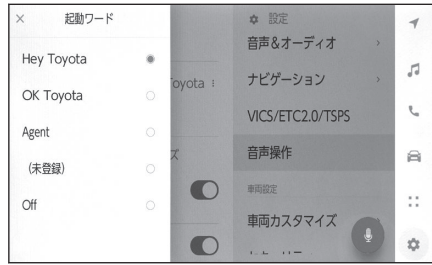 × 起動ワード
Hey Toyota
OK Toyota
Agent
(未登録)
Off
oyota
ズ
設定
音声&オーディオ
ナビゲーション
VICS/ETC2.0/TSPS
音声操作
車両設定
車両カスタマイズ